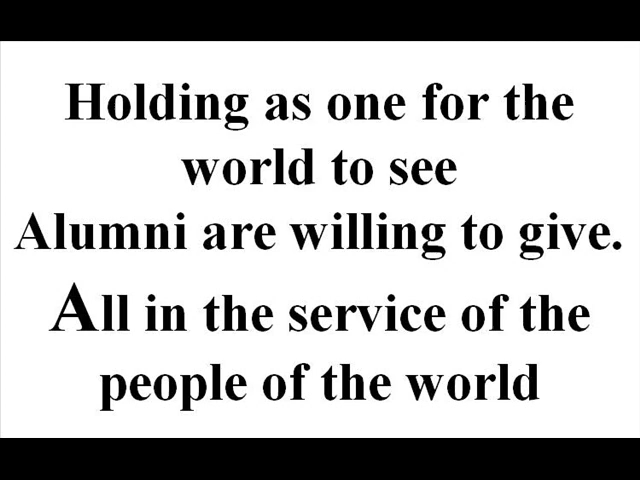 Holding as one for the
world to see
Alumni are willing to give.
All in the service of the
people of the world